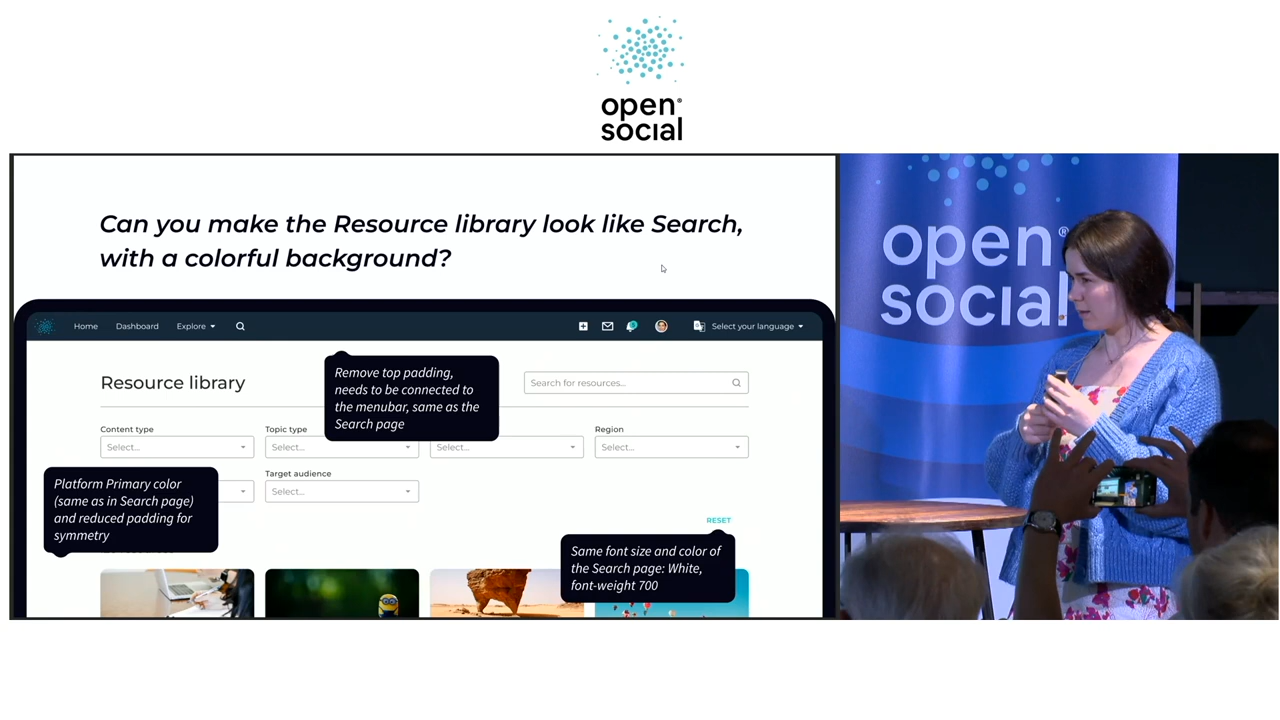 open®
social
Can you make the Resource library look like Search,
with a colorful background?
Home
Dashboard
Explore
Select your language
Resource library
Search for resources...
Remove top padding,
needs to be connected to
the menubar, same as the
Search page
Content type
Topic type
Region
Select...
Select...
Select...
Select...
Target audience
Select...
Platform Primary color
(same as in Search page)
and reduced padding for
symmetry
RESET
Same font size and color of
the Search page: White,
font-weight 700
open®
social